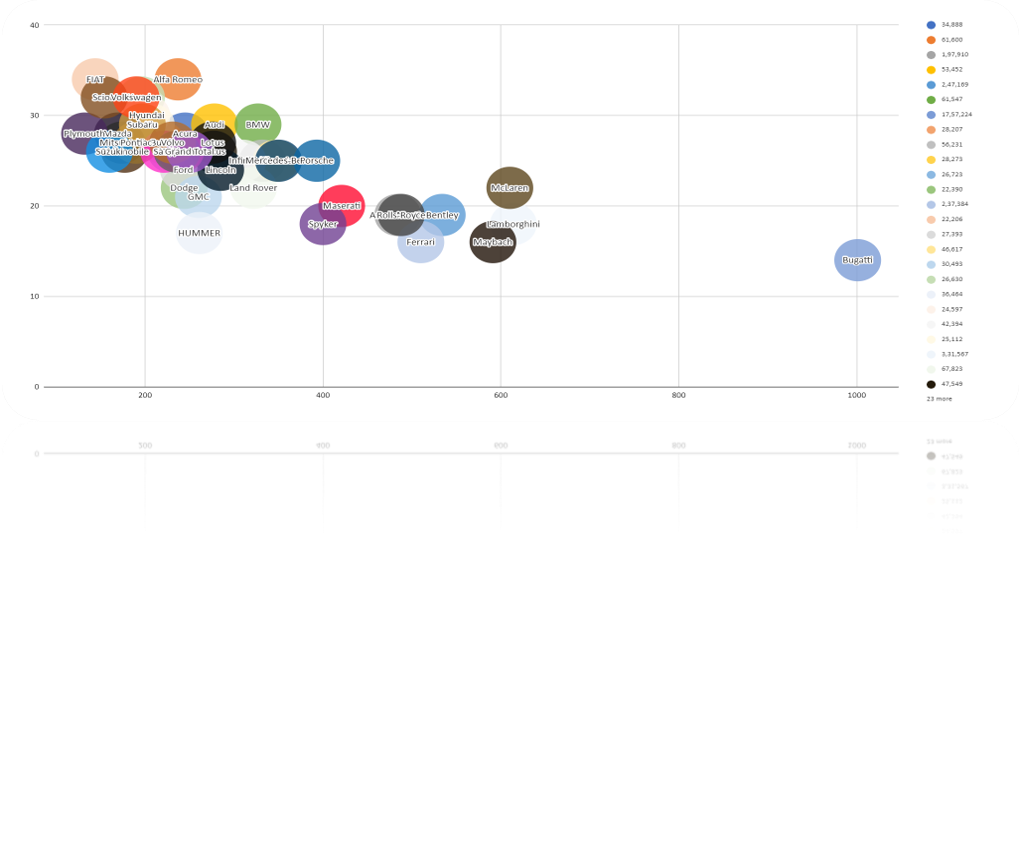 40
30
20
10
0
200
400
600
800
1000
FIAT
Alfa Romeo
Volkswagen
Hyundai
Subaru
Audi
BMW
Plymouth
Mazda
Acura
Pontiac
Volvo
Lotus
Suzuki
Ford
Lincoln
Porsche
Dodge
GMC
Land Rover
HUMMER
Maserati
Spyker
Rolls-Royce
Bentley
Ferrari
McLaren
Lamborghini
Maybach
Bugatti
34,888
61,600
1,97,910
53,452
2,47,169
61,547
17,57,224
28,207
56,231
28,273
26,723
22,390
2,37,384
22,206
27,393
46,617
30,493
26,630
36,464
24,597
42,394
25,112
3,31,567
67,823
47,549
23 more